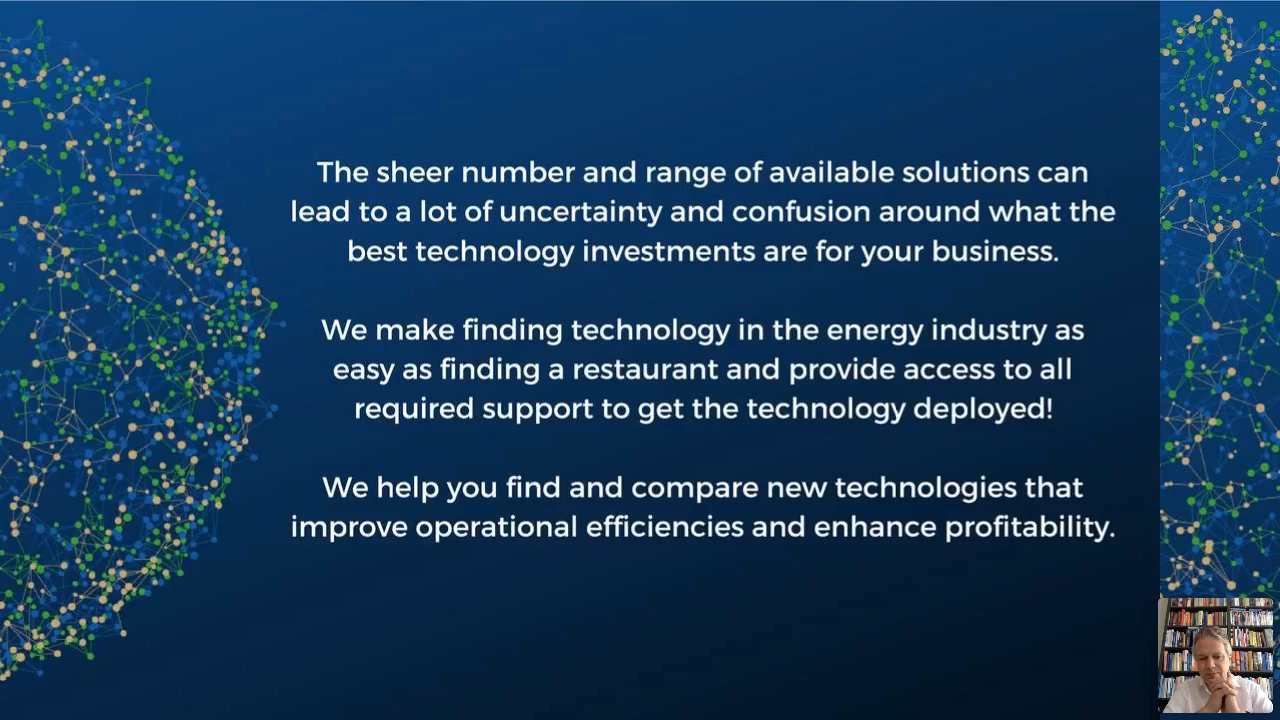 The sheer number and range of available solutions can
lead to a lot of uncertainty and confusion around what the
best technology investments are for your business.
We make finding technology in the energy industry as
easy as finding a restaurant and provide access to all
required support to get the technology deployed!
We help you find and compare new technologies that
improve operational efficiencies and enhance profitability.